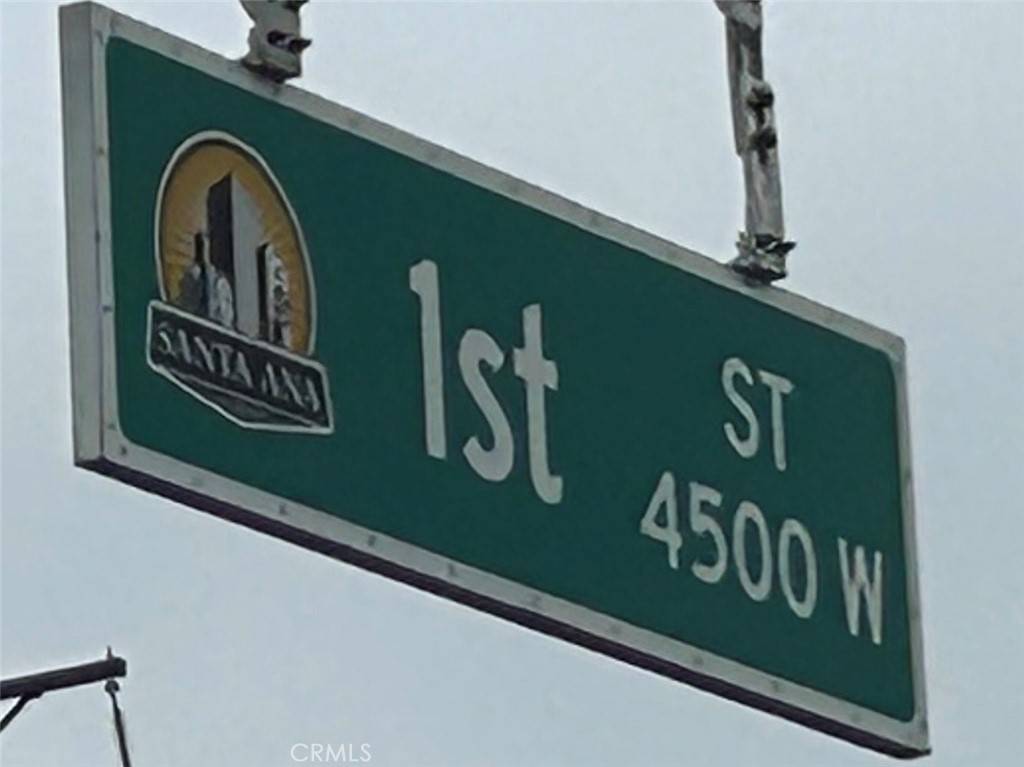 SANTA ANA
1st ST
4500 W
CRMLS